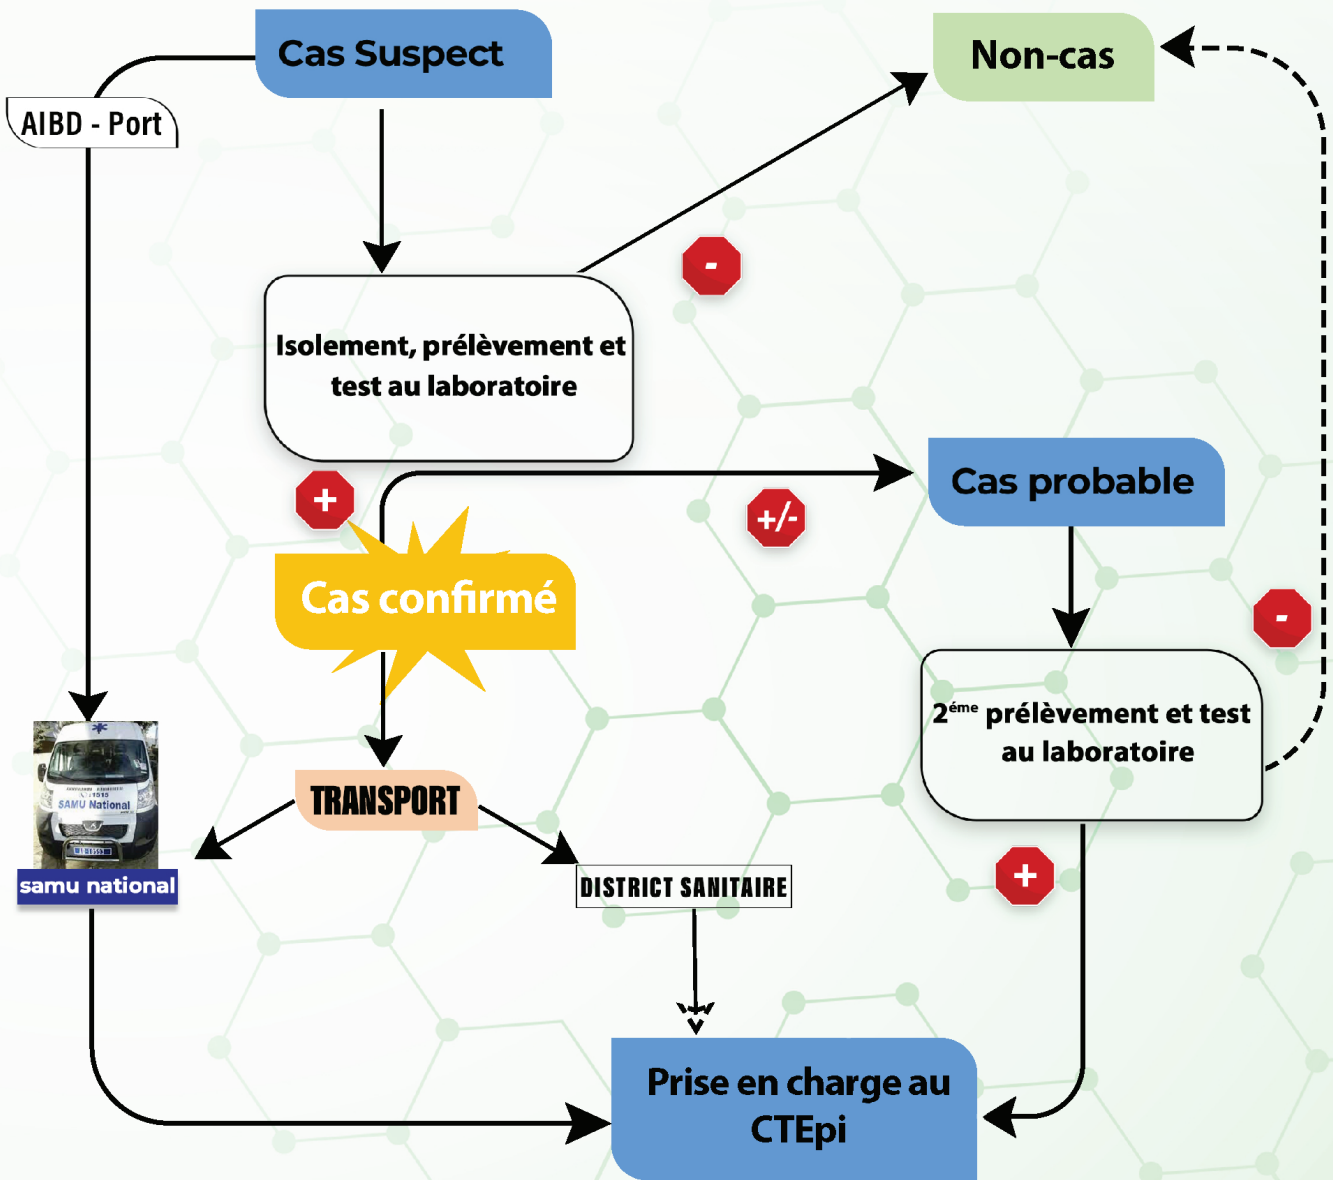 Cas Suspect
Non-cas
AIBD - Port
-
Isolement, prélèvement et
test au laboratoire
+
+/-
Cas probable
Cas confirmé
-
2éme prélèvement et test
au laboratoire
TRANSPORT
1515
SAMU National
samu national
DISTRICT SANITAIRE
+
Prise en charge au
CTEpi